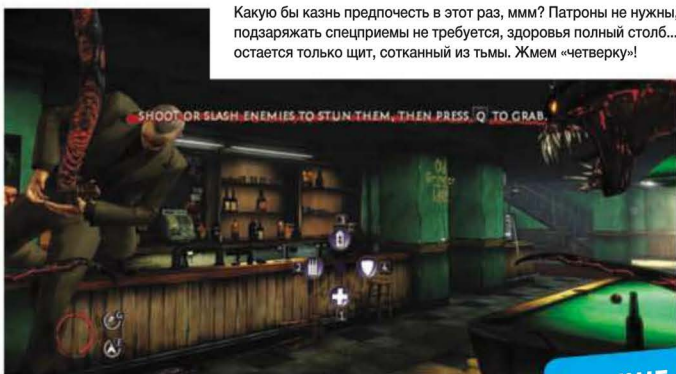 Какую бы казнь предпочесть в этот раз, ммм? Патроны не нужны,
подзаряжать спецприемы не требуется, здоровья полный столб...
остается только щит, сотканный из тьмы. Жмем «четверку»!
SHOOT OR SLASH ENEMIES TO STUN THEM, THEN PRESS Q TO GRAB.